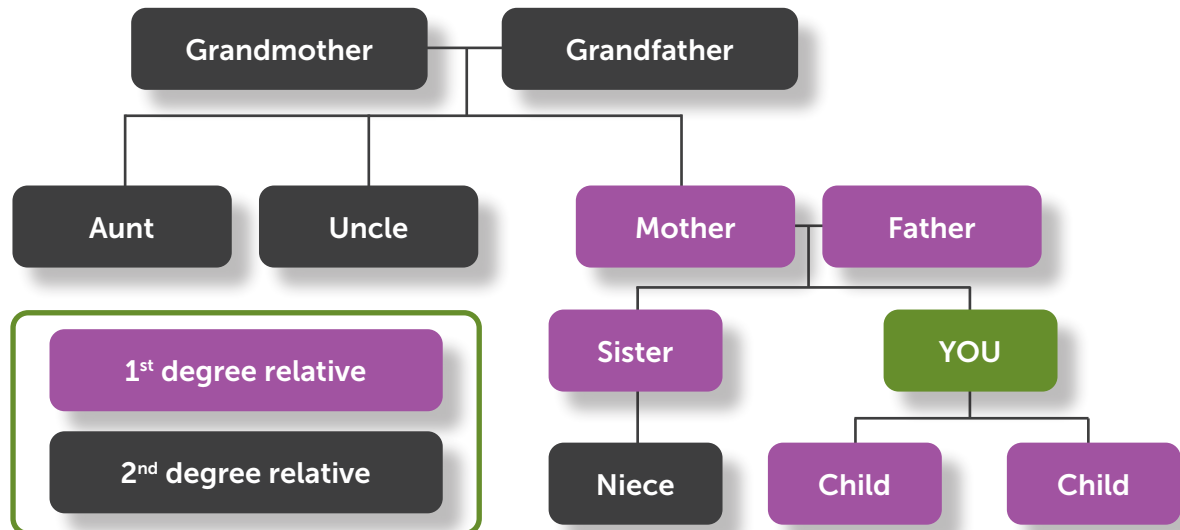 Grandmother
Grandfather
Aunt
Uncle
Mother
Father
1st degree relative
2nd degree relative
Sister
YOU
Niece
Child
Child